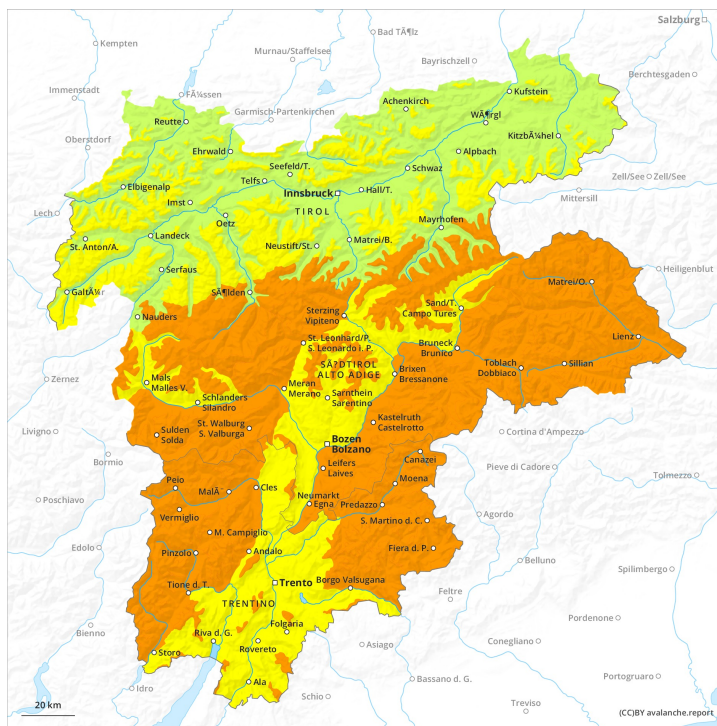 Salzburg
Kempten
Bad TÃ¶lz
Murnau/Staffelsee
Bayrischzell
Berchtesgaden
Immenstadt
FÃ¼ssen
Kufstein
Achenkirch
Garmisch-Partenkirchen
Reutte
WÃ¶rgl
KitzbÃ¼hel
Oberstdorf
Ehrwald
Alpbach
Seefeld/T.
Schwaz
Telfs
Zell/See
Zell/See
Elbigenalp
Innsbruck
Hall/T.
Mittersill
Imst
TIROL
Lech
Oetz
Mayrhofen
St. Anton/A.
Landeck
Neustift/St.
Matrei/B.
Serfaus
Heiligenblut
Matrei/O.
GaltÃ¼r
SÃ¶lden
Nauders
Sand/T.
Campo Tures
Sterzing
Vipiteno
Lienz
St. Leonhard/P.
S. Leonardo i. P.
Bruneck
Brunico
SÃ?DTIROL
ALTO ADIGE
Toblach
Dobbiaco
Sillian
Brixen
Bressanone
Zernez
Mals
Malles V.
Meran
Merano
Sarnthein
Sarentino
Schlanders
Silandro
Kastelruth
Castelrotto
St. Walburg
S. Valburga
Livigno
Sulden
Solda
Cortina d'Ampezzo
Bozen
Bolzano
Bormio
Canazei
Leifers
Laives
Pieve di Cadore
Tolmezzo
Peio
Moena
MalÃ¨
Cles
Neumarkt
Egna
Poschiavo
Predazzo
Vermiglio
Agordo
S. Martino d. C.
M. Campiglio
Edolo
Pinzolo
Andalo
Fiera d. P.
Belluno
Spilimbergo
Trento
Tione d. T.
Borgo Valsugana
Feltre
TRENTINO
Folgaria
Pordenone
Bienno
Riva d. G.
Rovereto
Asiago
Conegliano
Storo
Portogruaro
Ala
Bassano d. G.
Idro
Schio
Treviso
20 km
(CC)BY avalanche.report